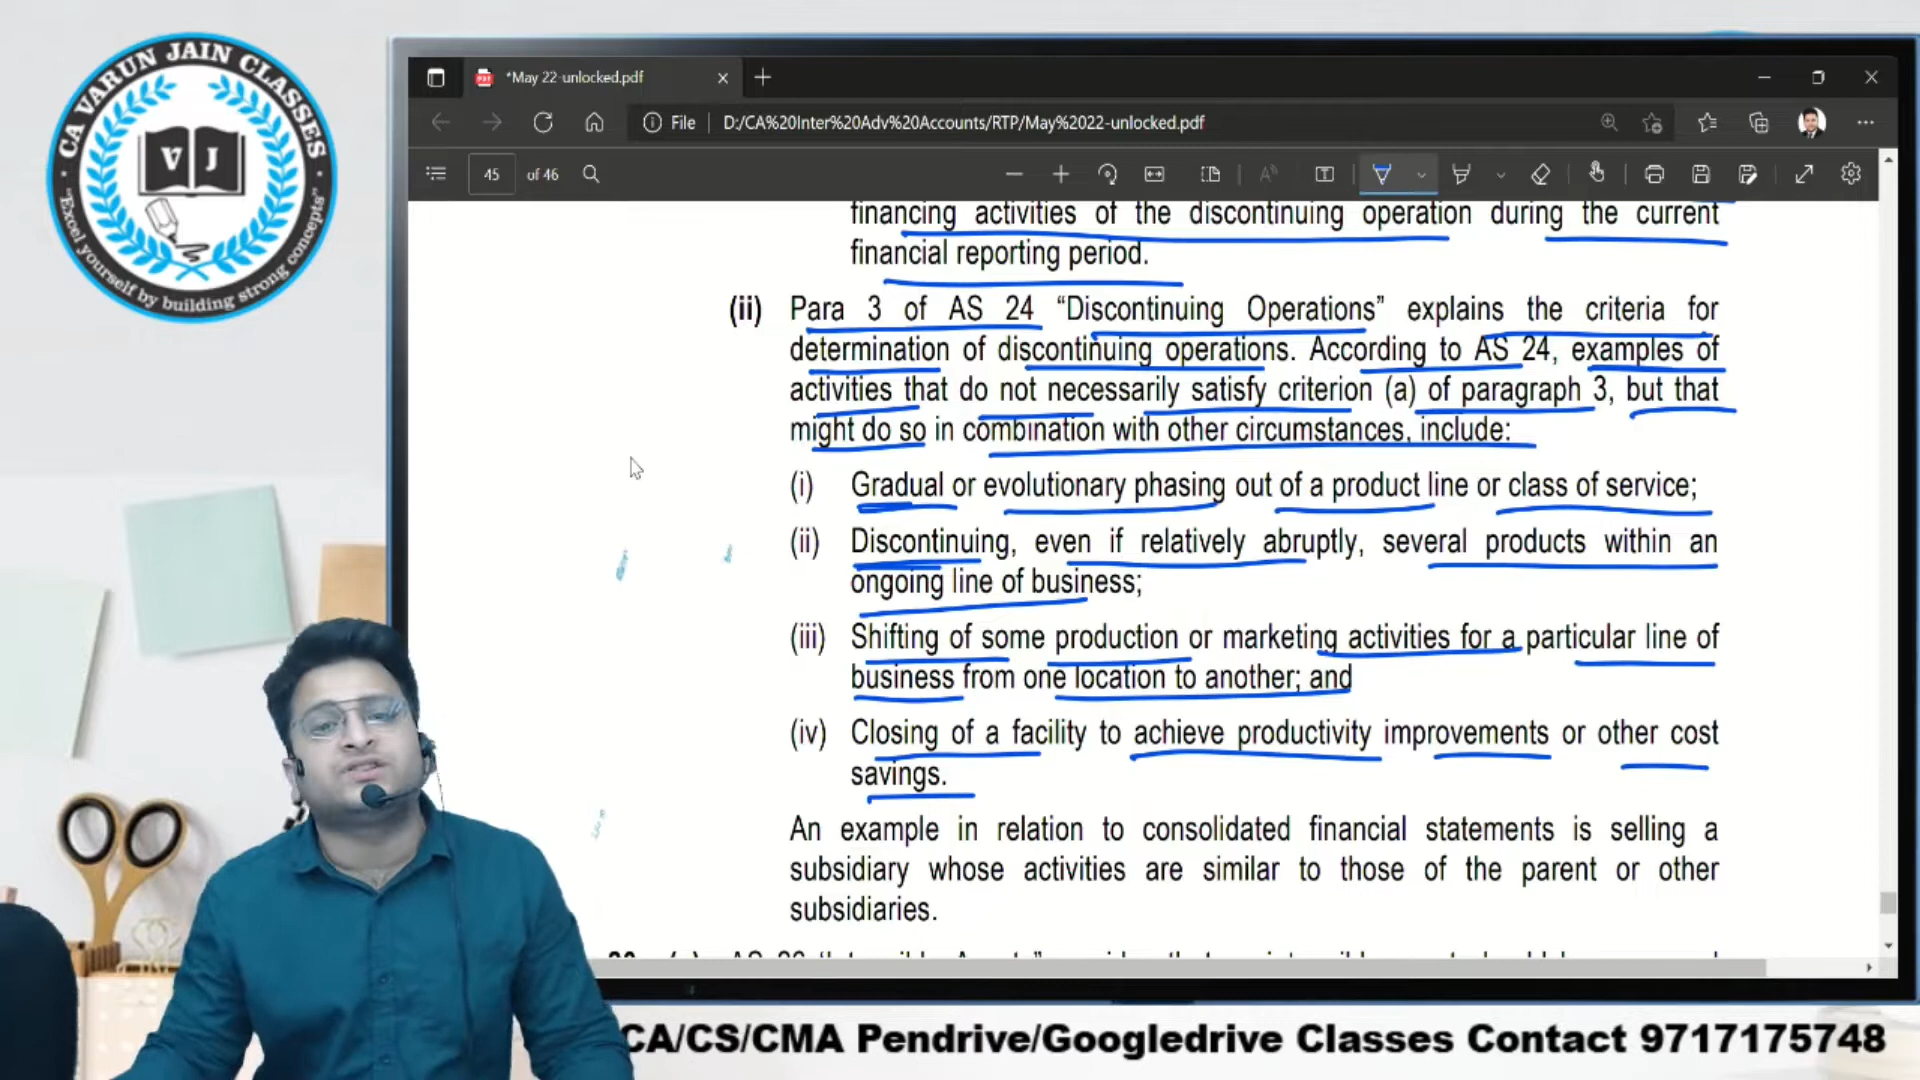 CA VARUN JAIN CLASSES
V J
"Excel yourself by building strong concepts"
*May 22-unlocked.pdf
File D:/CA%20Inter%20Adv%20Accounts/RTP/May%2022-unlocked.pdf
45 of 46
financing activities of the discontinuing operation during the current
financial reporting period.
(ii) Para 3 of AS 24 “Discontinuing Operations” explains the criteria for
determination of discontinuing operations. According to AS 24, examples of
activities that do not necessarily satisfy criterion (a) of paragraph 3, but that
might do so in combination with other circumstances, include:
(i) Gradual or evolutionary phasing out of a product line or class of service;
(ii) Discontinuing, even if relatively abruptly, several products within an
ongoing line of business;
(iii) Shifting of some production or marketing activities for a particular line of
business from one location to another; and
(iv) Closing of a facility to achieve productivity improvements or other cost
savings.
An example in relation to consolidated financial statements is selling a
subsidiary whose activities are similar to those of the parent or other
subsidiaries.
CA/CS/CMA Pendrive/Googledrive Classes Contact 9717175748